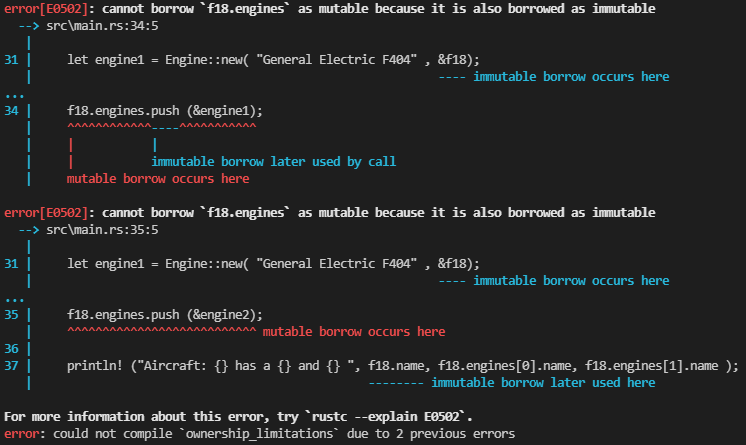 error[E0502]: cannot borrow `f18.engines` as mutable because it is also borrowed as immutable
  --> src\main.rs:34:5
   |
31 |     let engine1 = Engine::new( "General Electric F404" , &f18);
   |                                                          ---- immutable borrow occurs here
...
34 |     f18.engines.push (&engine1);
   |     ^^^^^^^^^^^^----^^^^^^^^^^^
   |     |           |
   |     |           immutable borrow later used by call
   |     mutable borrow occurs here

error[E0502]: cannot borrow `f18.engines` as mutable because it is also borrowed as immutable
  --> src\main.rs:35:5
   |
31 |     let engine1 = Engine::new( "General Electric F404" , &f18);
   |                                                          ---- immutable borrow occurs here
...
35 |     f18.engines.push (&engine2);
   |     ^^^^^^^^^^^^^^^^^^^^^^^^^^^ mutable borrow occurs here
36 |
37 |     println! ("Aircraft: {} has a {} and {} ", f18.name, f18.engines[0].name, f18.engines[1].name );
   |                                                -------- immutable borrow later used here

For more information about this error, try `rustc --explain E0502`.
error: could not compile `ownership_limitations` due to 2 previous errors